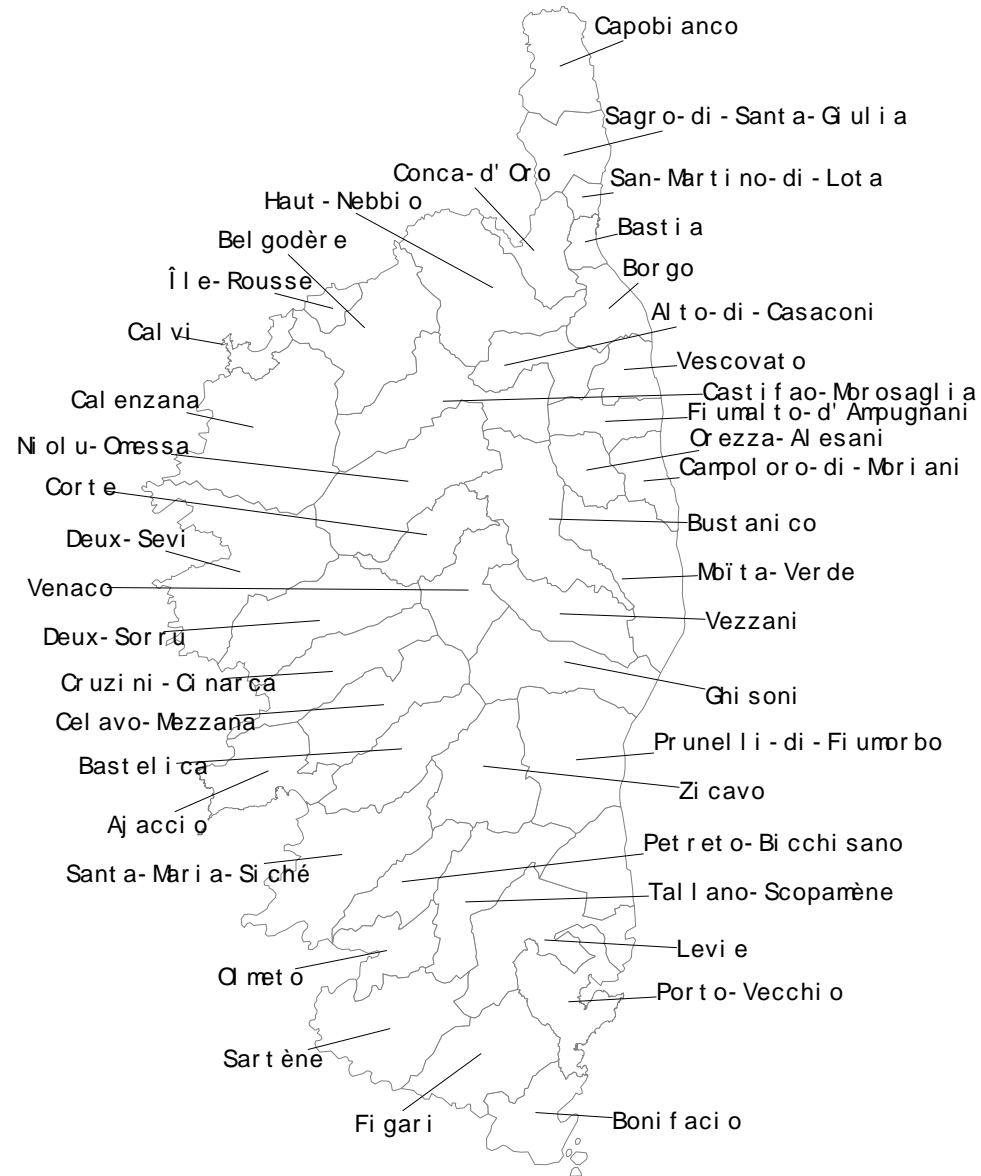 Capobianco
Sagro-di-Santa-Giulia
Conca-d'Oro
San-Martino-di-Lota
Haut-Nebbio
Bastia
Belgodère
Borgo
Île-Rousse
Alto-di-Casaconi
Calvi
Vescovato
Castifao-Morosaglia
Calenzana
Fiumalto-d'Ampugnani
Orezza-Alesani
Niolu-Omessa
Campoloro-di-Moriani
Corte
Bustanico
Deux-Sevi
Moïta-Verde
Venaco
Vezzani
Deux-Sorru
Cruzini-Cinarca
Ghisoni
Celavo-Mezzana
Prunelli-di-Fiumorbo
Bastelica
Zicavo
Ajaccio
Petreto-Bicchisano
Santa-Maria-Siché
Tallano-Scopamène
Levie
Olmeto
Porto-Vecchio
Sartène
Figari
Bonifacio